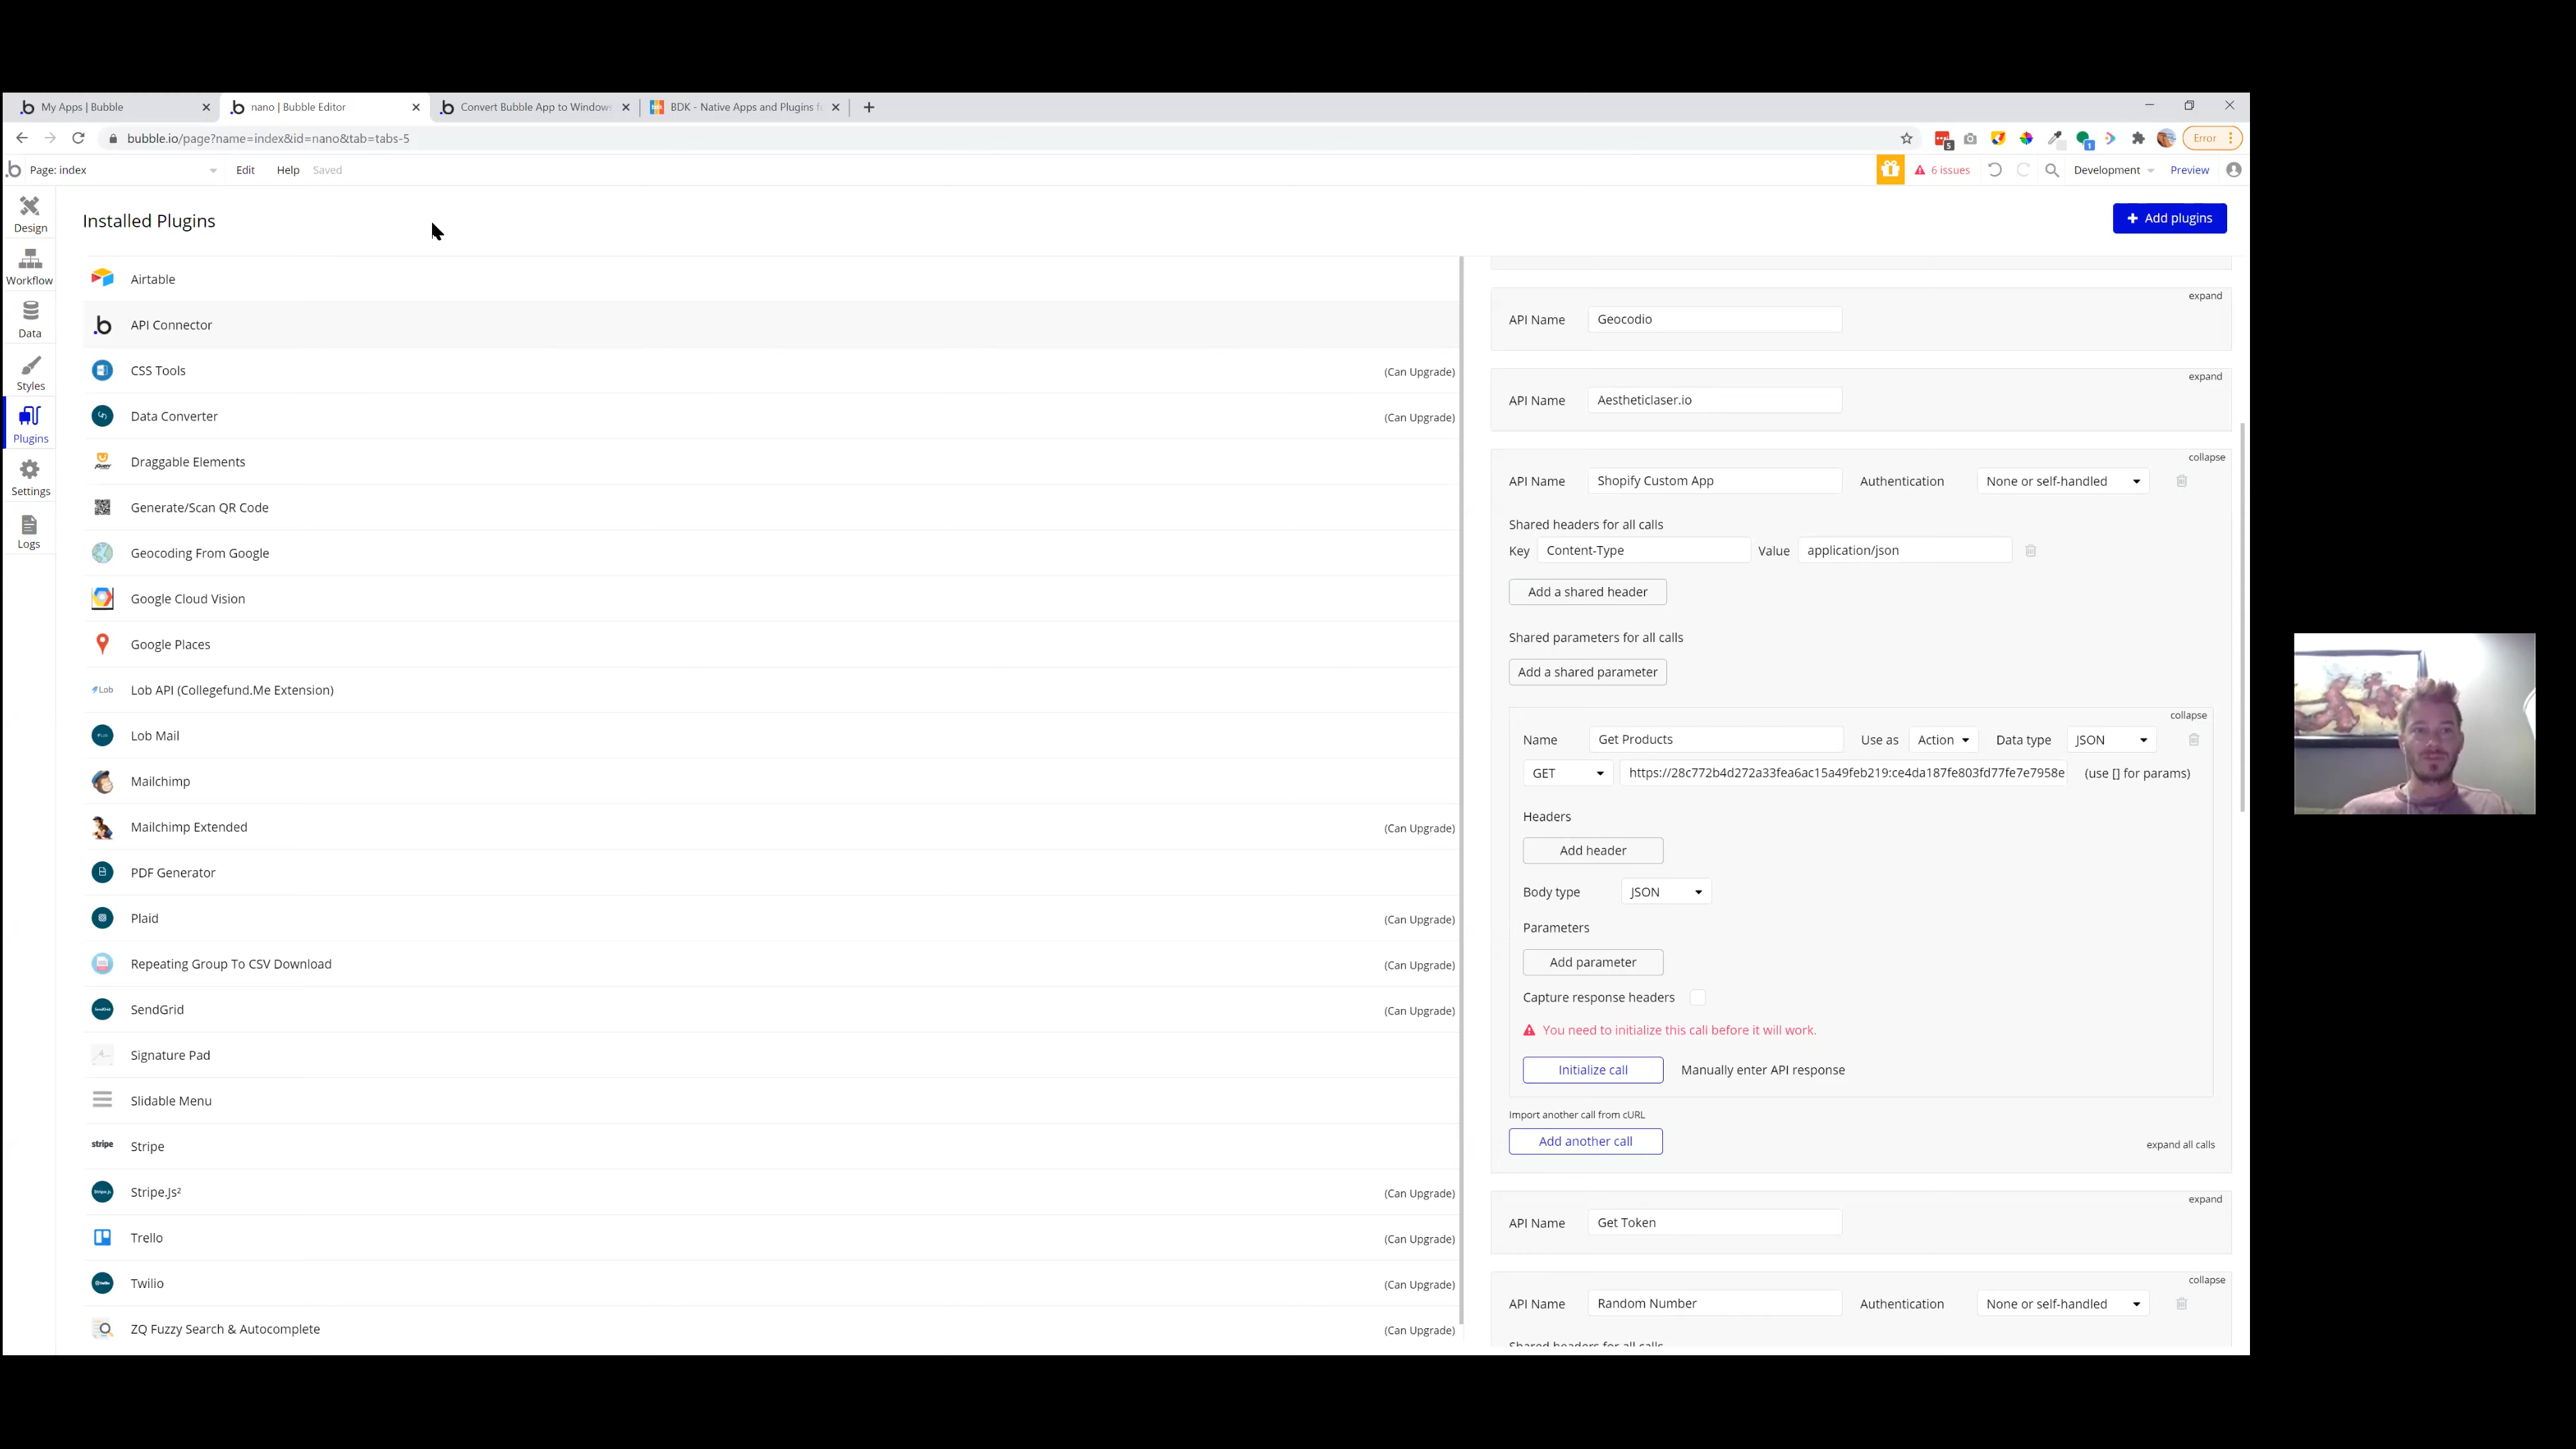 My Apps | Bubble
nano | Bubble Editor
Convert Bubble App to Window
BDK - Native Apps and Plugins f
bubble.io/page?name=index&id=nano&tab=tabs-5
5
1
Error
Page: index
Edit
Help
Saved
6 issues
Development
Preview
Design
Workflow
Data
Styles
Plugins
Settings
Logs
Installed Plugins
+ Add plugins
Airtable
API Connector
CSS Tools (Can Upgrade)
Data Converter (Can Upgrade)
Draggable Elements
Generate/Scan QR Code
Geocoding From Google
Google Cloud Vision
Google Places
Lob
Lob API (Collegefund.Me Extension)
Lob Mail
Mailchimp
Mailchimp Extended (Can Upgrade)
PDF Generator
Plaid (Can Upgrade)
Repeating Group To CSV Download (Can Upgrade)
SendGrid (Can Upgrade)
Signature Pad
Slidable Menu
stripe
Stripe
Stripe.Js² (Can Upgrade)
Trello (Can Upgrade)
Twilio (Can Upgrade)
ZQ Fuzzy Search & Autocomplete (Can Upgrade)
expand
API Name Geocodio
expand
API Name Aestheticlaser.io
collapse
API Name Shopify Custom App Authentication None or self-handled
Shared headers for all calls
Key Content-Type Value application/json
Add a shared header
Shared parameters for all calls
Add a shared parameter
collapse
Name Get Products Use as Action Data type JSON
GET https://28c772b4d272a33fea6ac15a49feb219:ce4da187fe803fd77fe7e7958e (use [] for params)
Headers
Add header
Body type JSON
Parameters
Add parameter
Capture response headers
You need to initialize this call before it will work.
Initialize call Manually enter API response
Import another call from cURL
Add another call expand all calls
expand
API Name Get Token
collapse
API Name Random Number Authentication None or self-handled
Shared headers for all calls